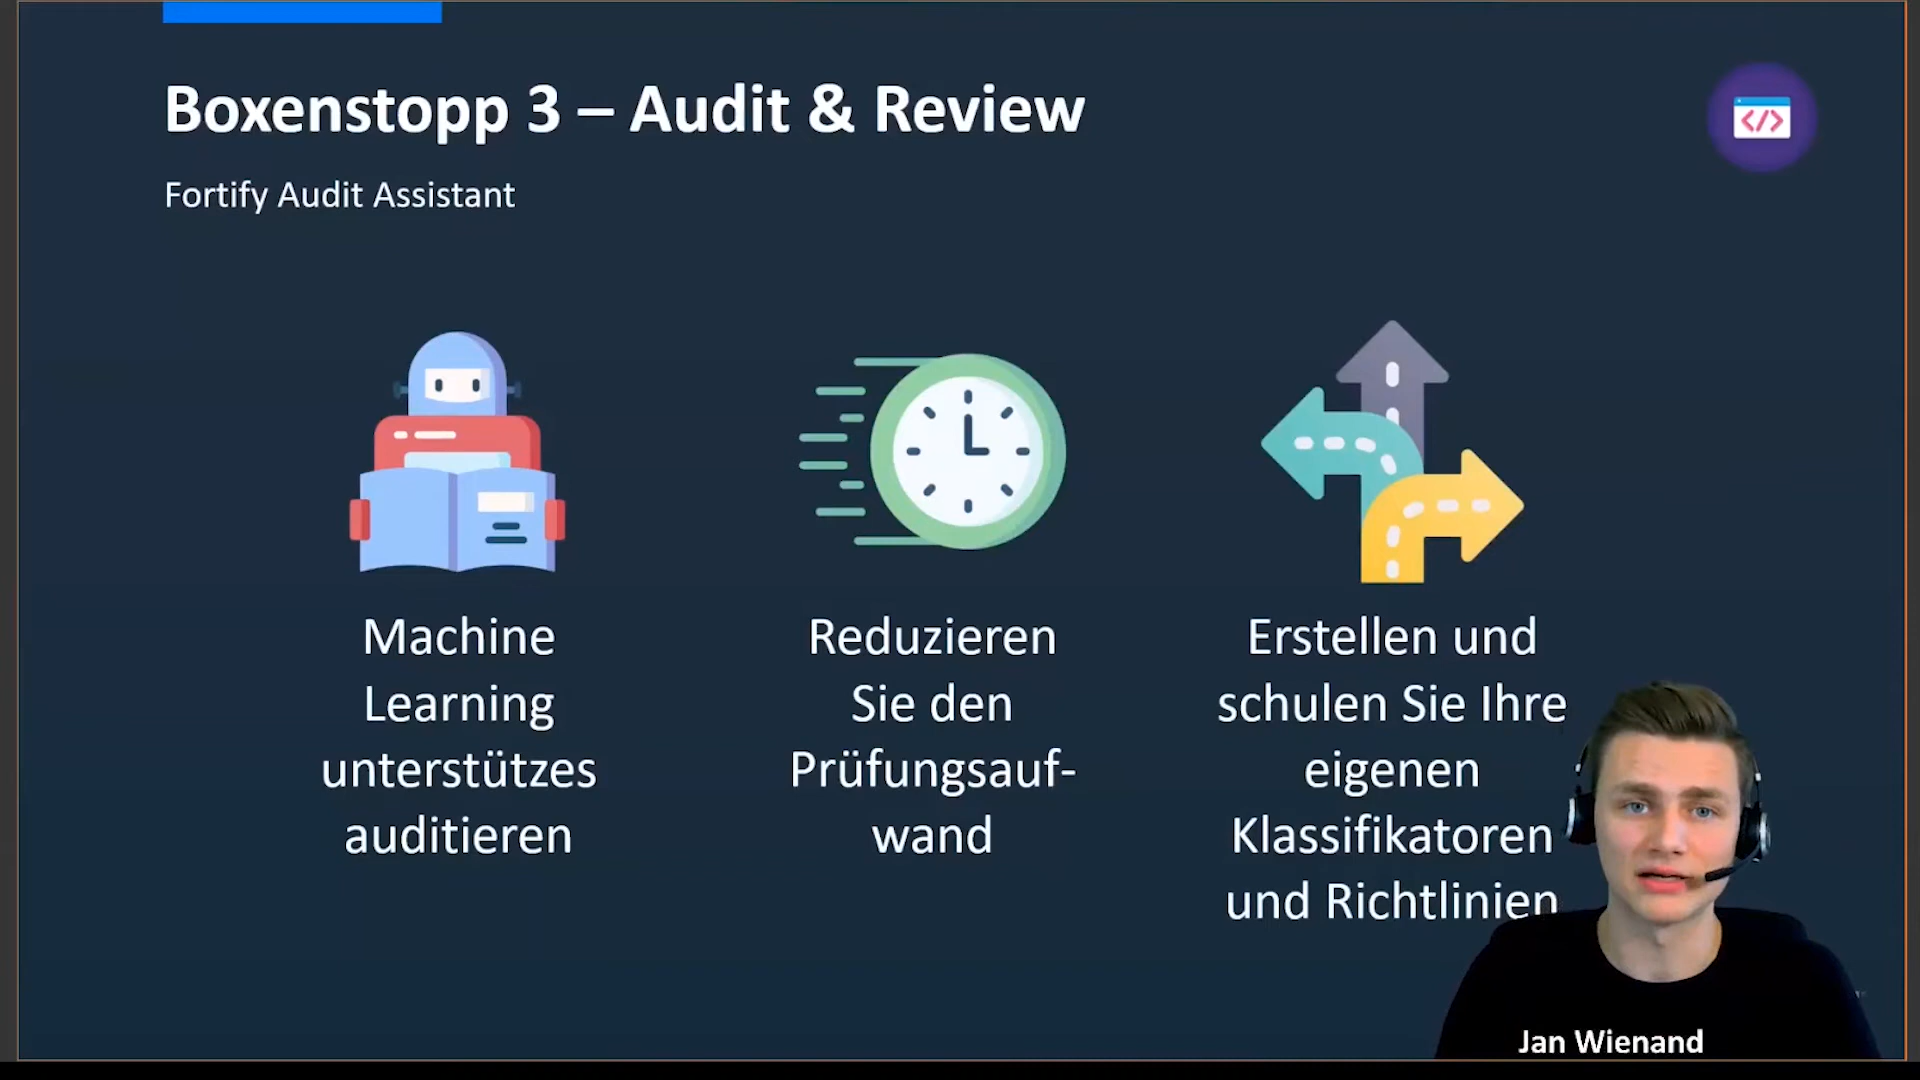 Boxenstopp 3 – Audit & Review
Fortify Audit Assistant
</>
Machine
Learning
unterstützes
auditieren
Reduzieren
Sie den
Prüfungsauf-
wand
Erstellen und
schulen Sie Ihre
eigenen
Klassifikatoren
und Richtlinien
Jan Wienand